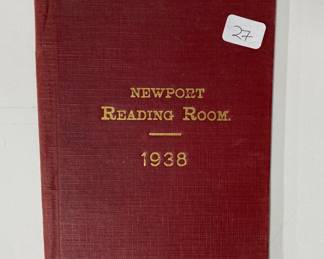 27
NEWPORT
READING ROOM.
1938